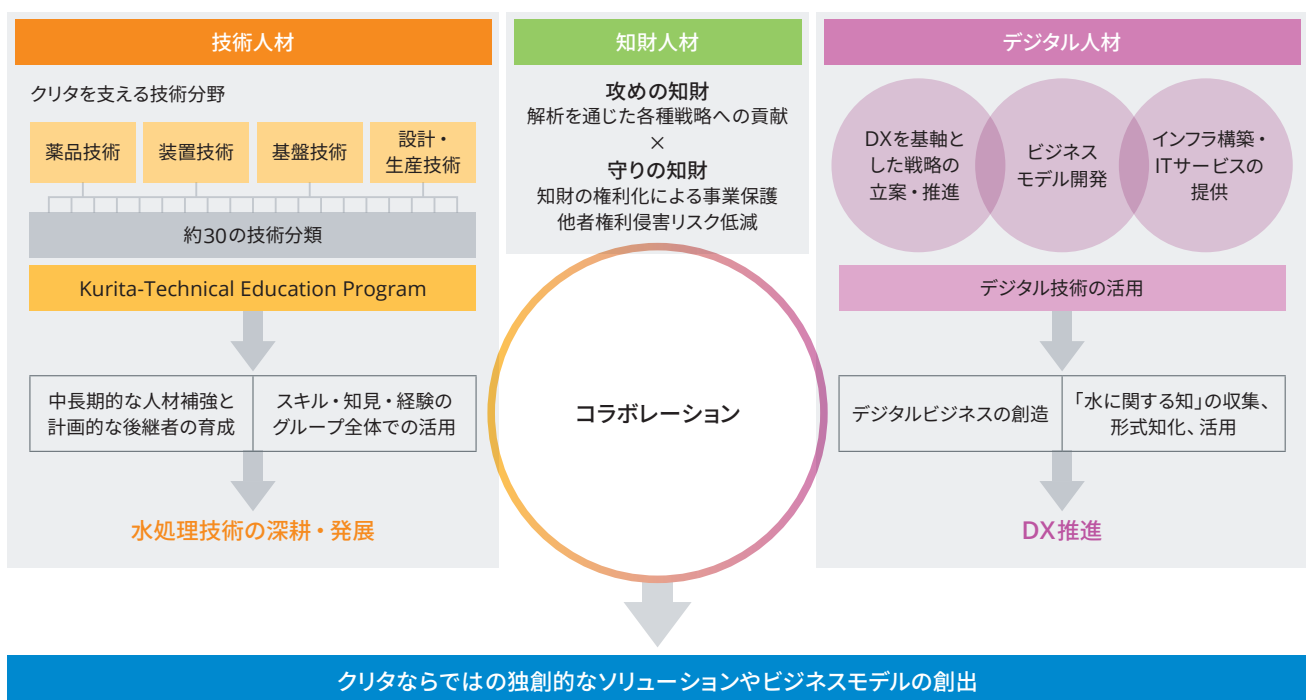 技術人材
クリタを支える技術分野
薬品技術
装置技術
基盤技術
設計・
生産技術
約30の技術分類
Kurita-Technical Education Program
中長期的な人材補強と
計画的な後継者の育成
スキル・知見・経験の
グループ全体での活用
水処理技術の深耕・発展
知財人材
攻めの知財
解析を通じた各種戦略への貢献
×
守りの知財
知財の権利化による事業保護
他者権利侵害リスク低減
コラボレーション
デジタル人材
DXを基軸と
した戦略の
立案・推進
ビジネス
モデル開発
インフラ構築・
ITサービスの
提供
デジタル技術の活用
デジタルビジネスの創造
「水に関する知」の収集、
形式知化、活用
DX推進
クリタならではの独創的なソリューションやビジネスモデルの創出